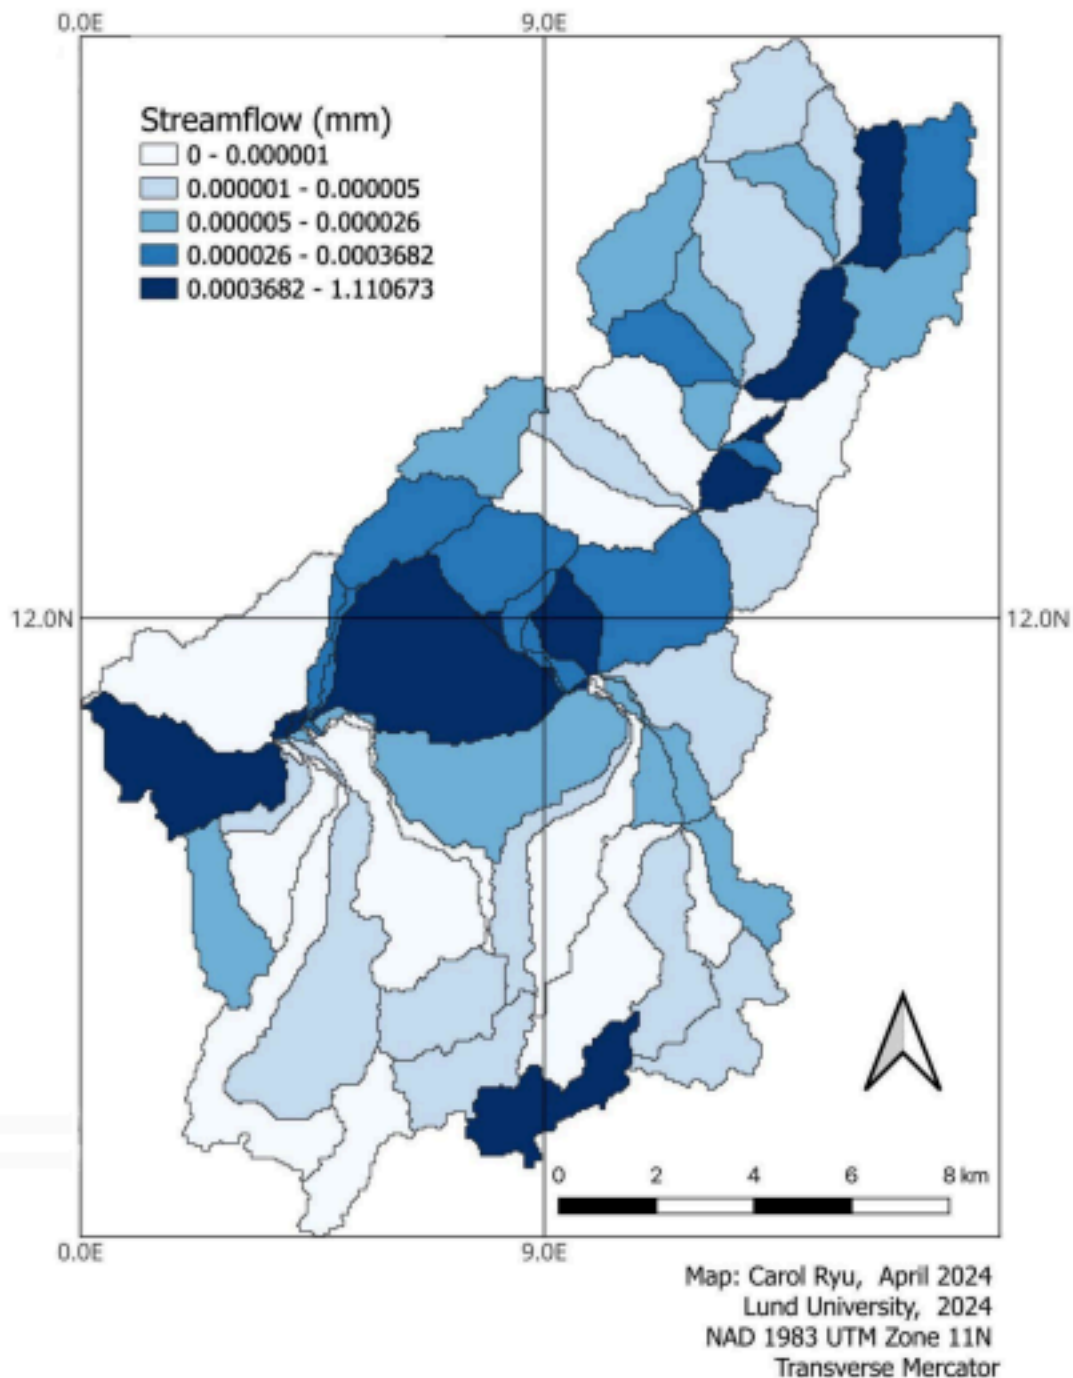 0.0E 9.0E
Streamflow (mm)
0 - 0.000001
0.000001 - 0.000005
0.000005 - 0.000026
0.000026 - 0.0003682
0.0003682 - 1.110673
12.0N 12.0N
0 2 4 6 8 km
0.0E 9.0E
Map: Carol Ryu, April 2024
Lund University, 2024
NAD 1983 UTM Zone 11N
Transverse Mercator